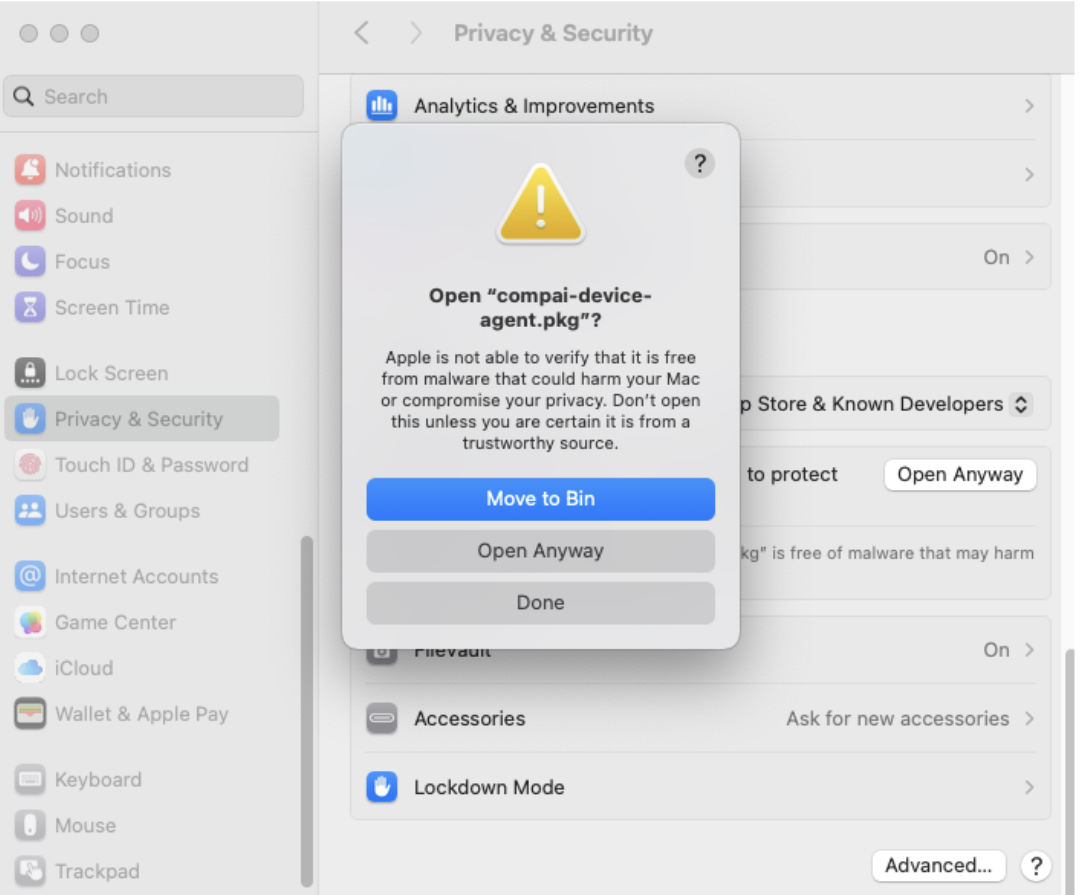 Privacy & Security
Search
Notifications
Sound
Focus
Screen Time
Lock Screen
Privacy & Security
Touch ID & Password
Users & Groups
Internet Accounts
Game Center
iCloud
Wallet & Apple Pay
Keyboard
Mouse
Trackpad
Analytics & Improvements
On
?
Open “compai-device-
agent.pkg”?
Apple is not able to verify that it is free
from malware that could harm your Mac
or compromise your privacy. Don’t open
this unless you are certain it is from a
trustworthy source.
Move to Bin
Open Anyway
Done
p Store & Known Developers
to protect
Open Anyway
kg” is free of malware that may harm
FileVault
On
Accessories
Ask for new accessories
Lockdown Mode
Advanced...
?